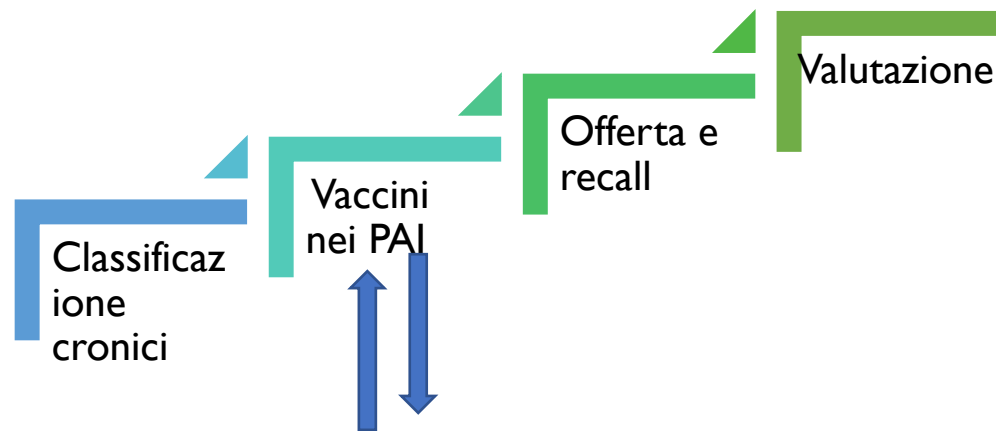 Classificaz
ione
cronici
Vaccini
nei PAI
Offerta e
recall
Valutazione